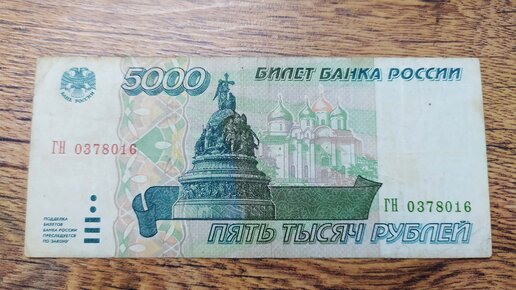 5000 БИЛЕТ БАНКА РОССИИ
БАНК РОССИИ
ГН 0378016
ГН 0378016
ПОДДЕЛКА
БИЛЕТОВ
БАНКА РОССИИ
ПРЕСЛЕДУЕТСЯ
ПО ЗАКОНУ
ПЯТЬ ТЫСЯЧ РУБЛЕЙ